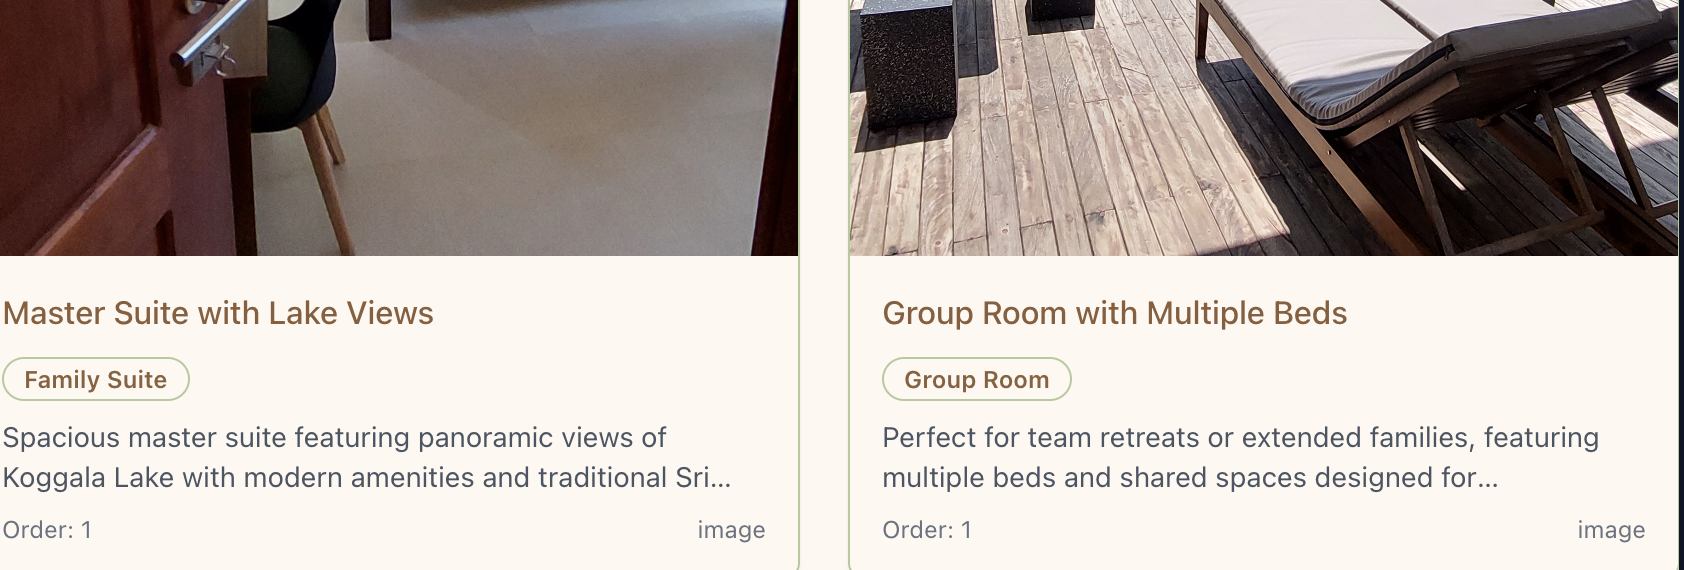 Master Suite with Lake Views
Family Suite
Spacious master suite featuring panoramic views of
Koggala Lake with modern amenities and traditional Sri...
Order: 1
image
Group Room with Multiple Beds
Group Room
Perfect for team retreats or extended families, featuring
multiple beds and shared spaces designed for...
Order: 1
image